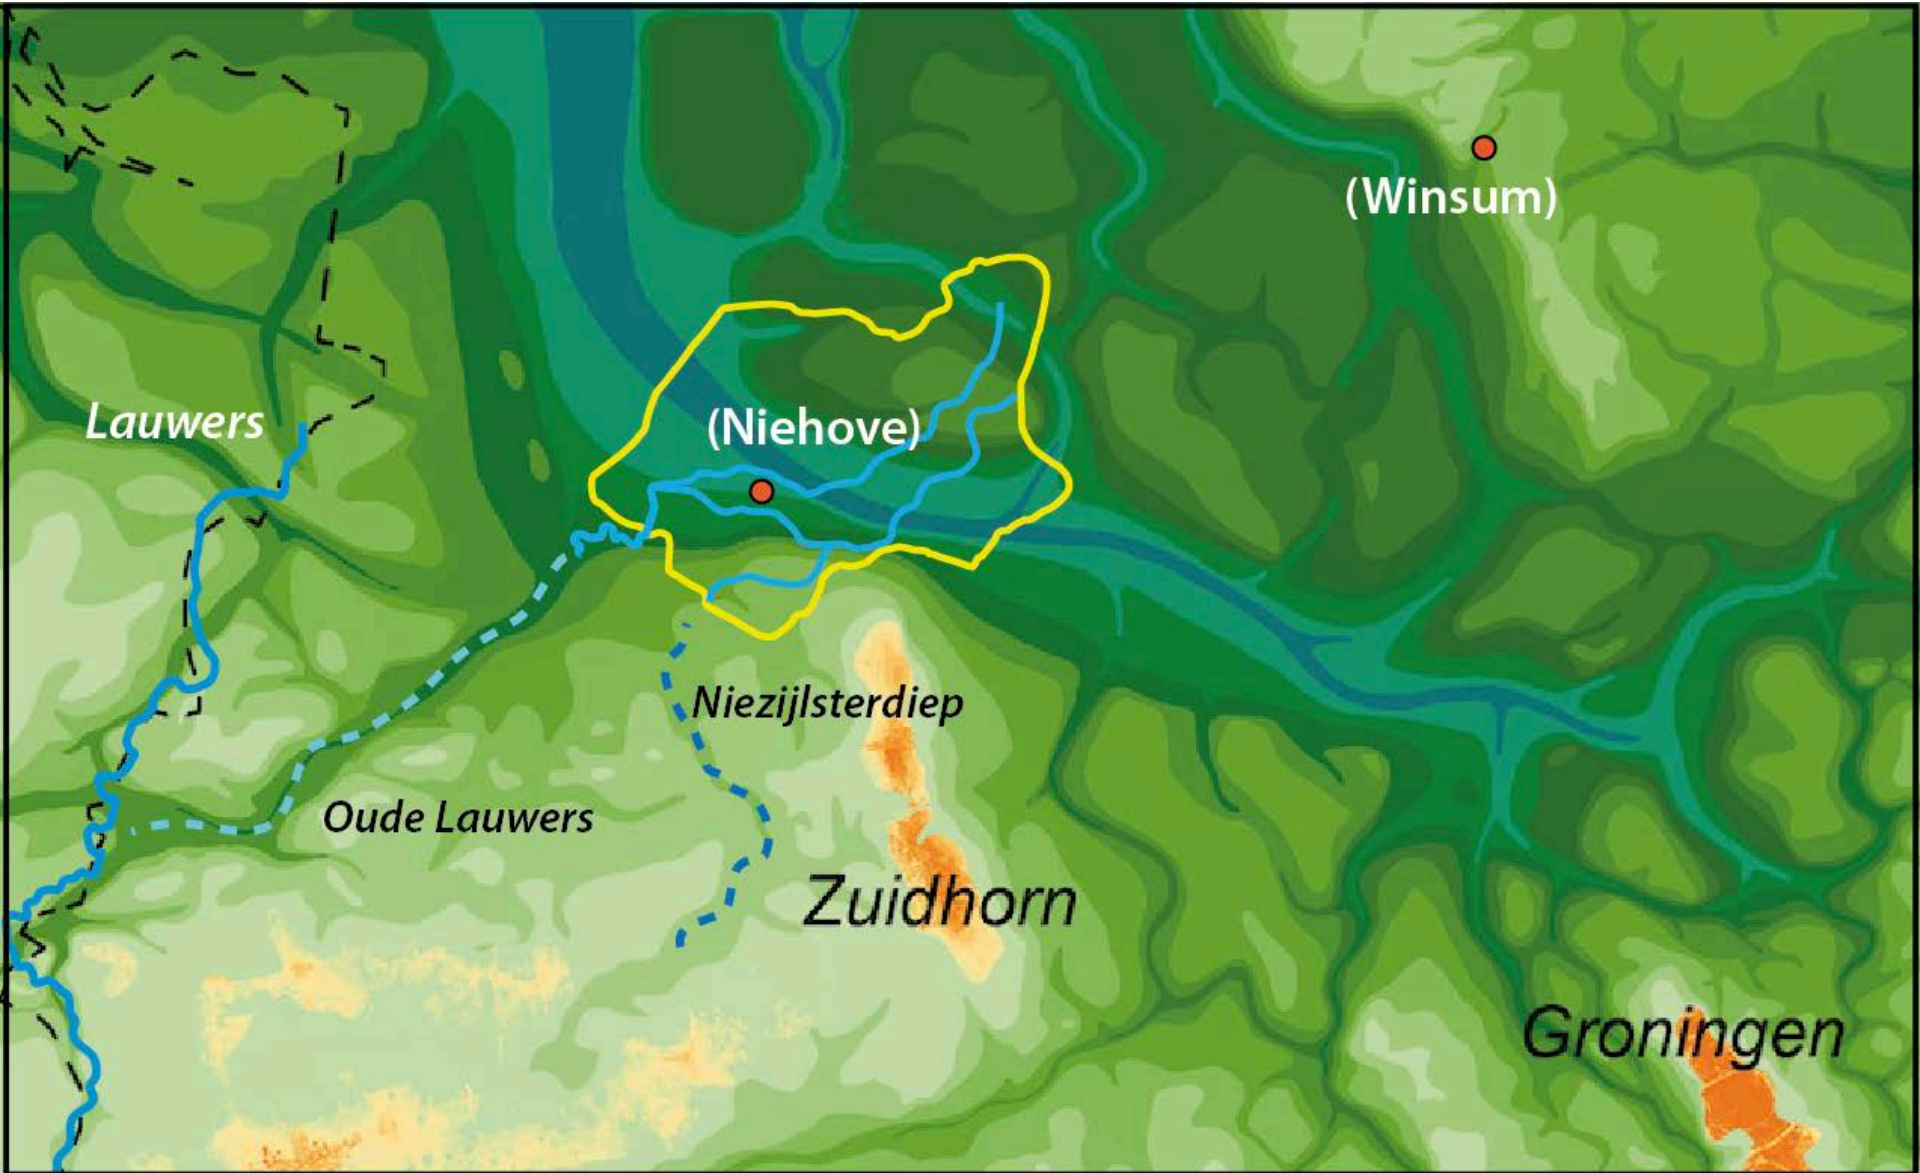 (Winsum)
Lauwers
(Niehove)
Niezijlsterdiep
Oude Lauwers
Zuidhorn
Groningen